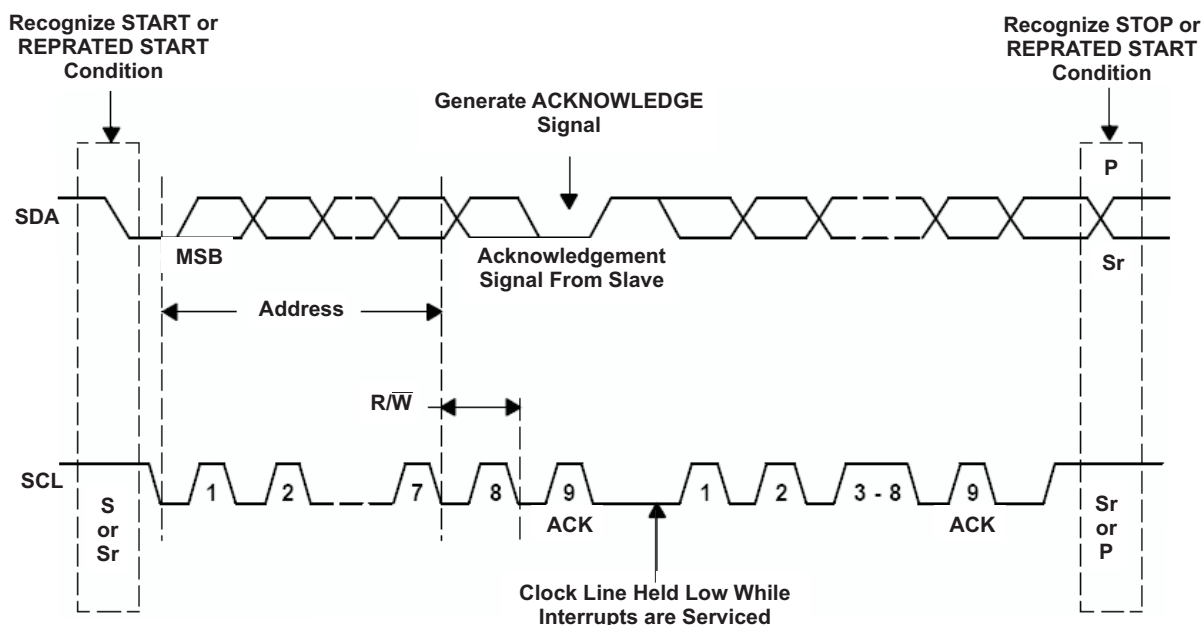 Recognize START or
REPRATED START
Condition
Recognize STOP or
REPRATED START
Condition
Generate ACKNOWLEDGE
Signal
P
SDA
MSB
Acknowledgement
Signal From Slave
Sr
Address
R/W̅
SCL
1
2
7
8
9
1
2
3 - 8
9
ACK
ACK
S
or
Sr
Sr
or
P
Clock Line Held Low While
Interrupts are Serviced